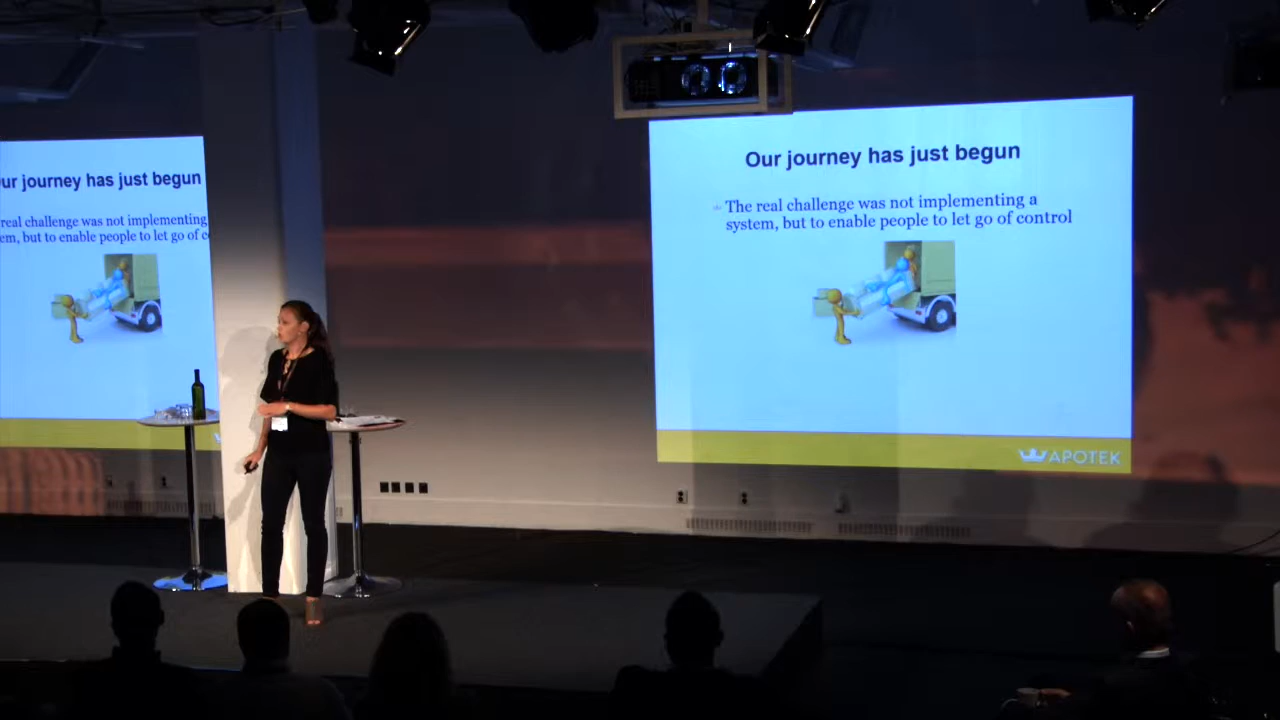 ur journey has just begun
real challenge was not implementing
em, but to enable people to let go of c
Our journey has just begun
The real challenge was not implementing a
system, but to enable people to let go of control
APOTEK